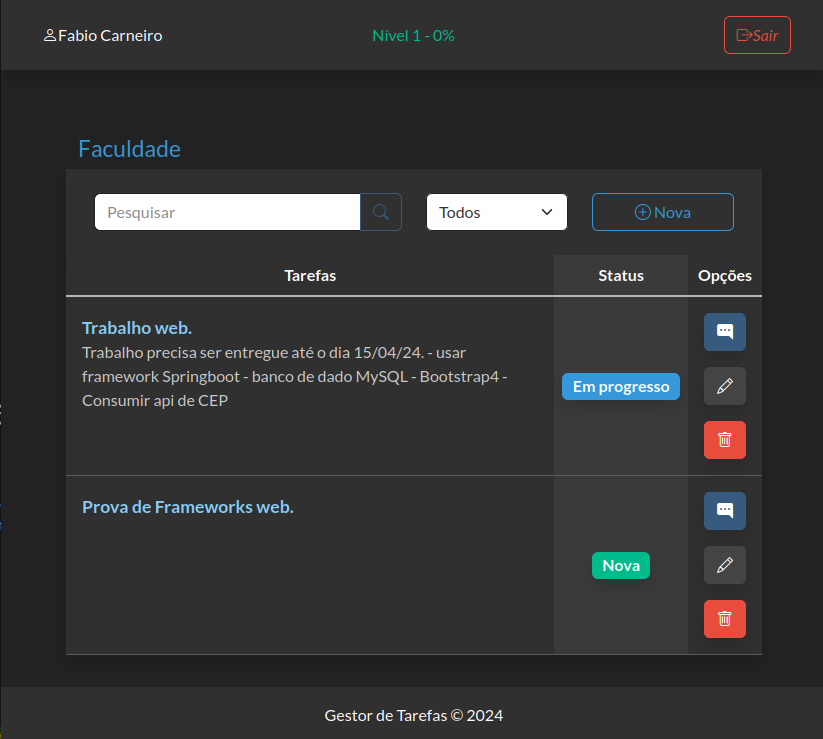 Fabio Carneiro
Nível 1 - 0%
Sair
Faculdade
Pesquisar
Todos
Nova
Tarefas
Status
Opções
Trabalho web.
Trabalho precisa ser entregue até o dia 15/04/24. - usar
framework Springboot - banco de dado MySQL - Bootstrap4 -
Consumir api de CEP
Em progresso
Prova de Frameworks web.
Nova
Gestor de Tarefas © 2024